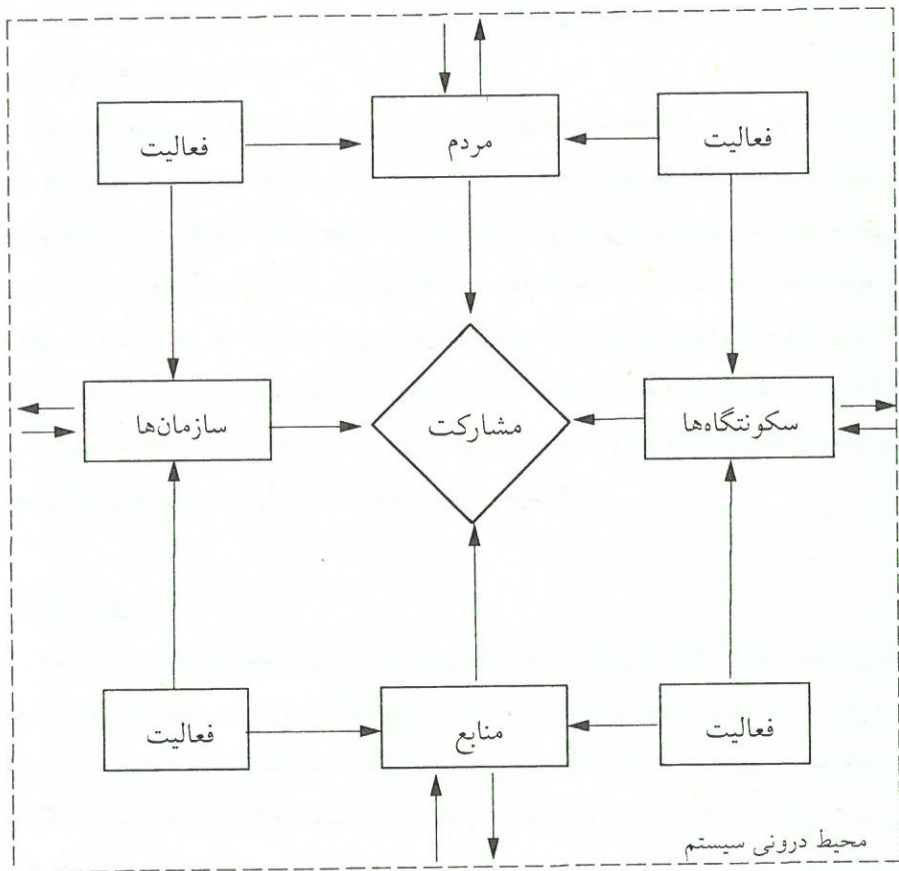 فعالیت
مردم
فعالیت
سکونتگاه‌ها
مشارکت
سازمان‌ها
فعالیت
منابع
فعالیت
محیط درونی سیستم